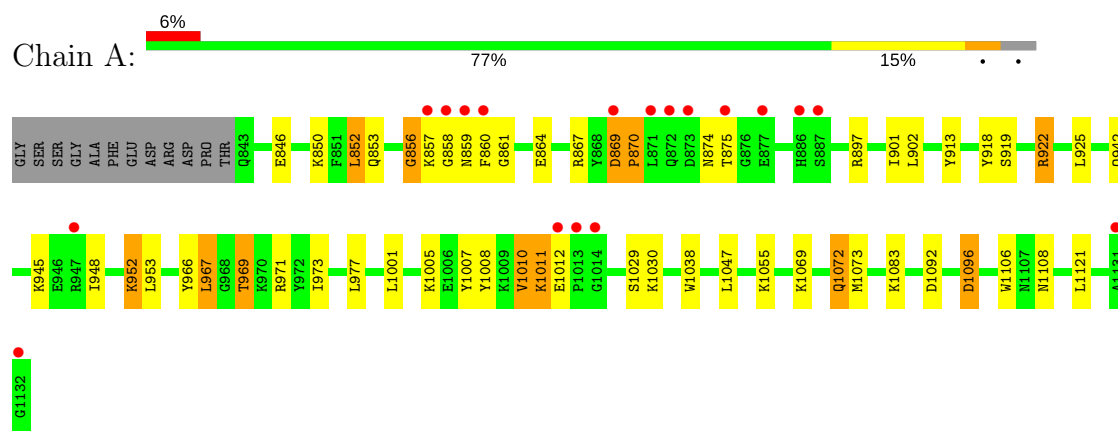 6%
Chain A:
77% 15% • •
GLY SER SER GLY ALA PHE GLU ASP ARG ASP PRO THR Q843 E846 K850 F851 L852 Q853 G856 K857 G858 N859 F860 G861 E864 R867 Y868 D869 P870 L871 Q872 D873 N874 T875 G876 E877 H886 S887 R897 I901 L902 Y913 Y918 S919 R922 L925
K945 E946 R947 I948 K952 L953 Y966 L967 G968 T969 K970 R971 Y972 I973 L977 L1001 K1005 E1006 Y1007 Y1008 K1009 V1010 K1011 E1012 P1013 G1014 S1029 K1030 W1038 L1047 K1055 K1069 Q1072 M1073 K1083 D1092 D1096 W1106 N1107 N1108 L1121 A1131
G1132